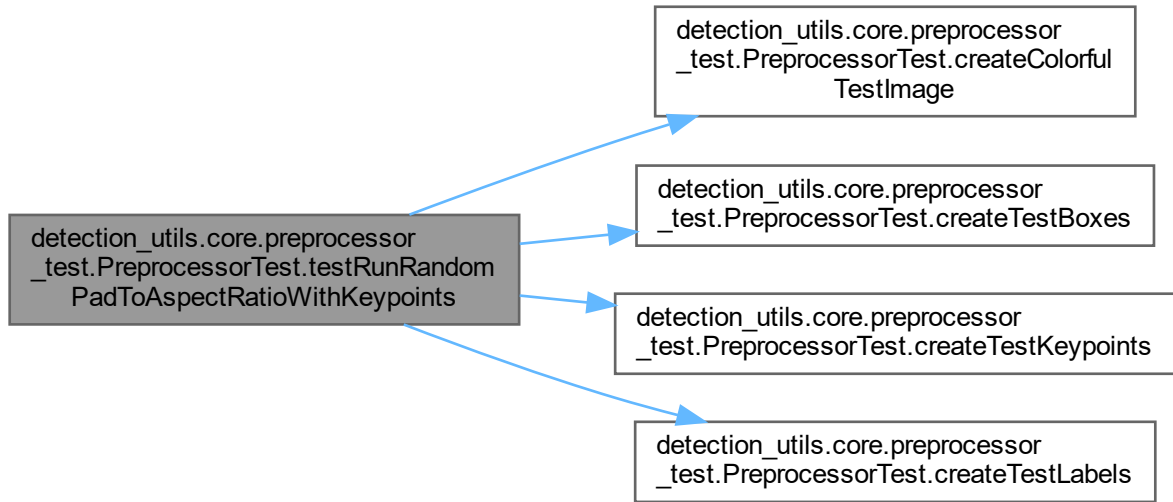 detection_utils.core.preprocessor
_test.PreprocessorTest.testRunRandom
PadToAspectRatioWithKeypoints
detection_utils.core.preprocessor
_test.PreprocessorTest.createColorful
TestImage
detection_utils.core.preprocessor
_test.PreprocessorTest.createTestBoxes
detection_utils.core.preprocessor
_test.PreprocessorTest.createTestKeypoints
detection_utils.core.preprocessor
_test.PreprocessorTest.createTestLabels